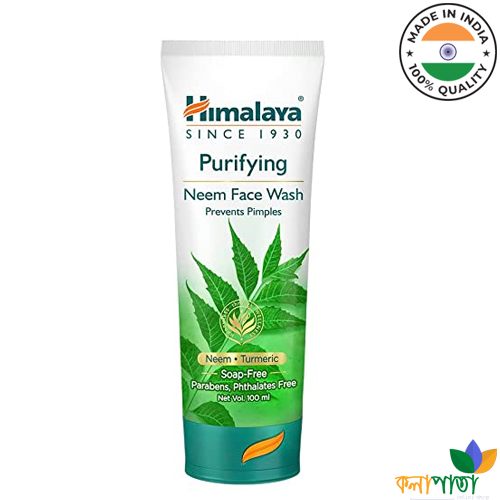 MADE IN INDIA
100% QUALITY
Himalaya®
SINCE 1930
Purifying
Neem Face Wash
Prevents Pimples
Neem • Turmeric
Soap-Free
Parabens, Phthalates Free
Net Vol. 100 ml
কলাপাতা